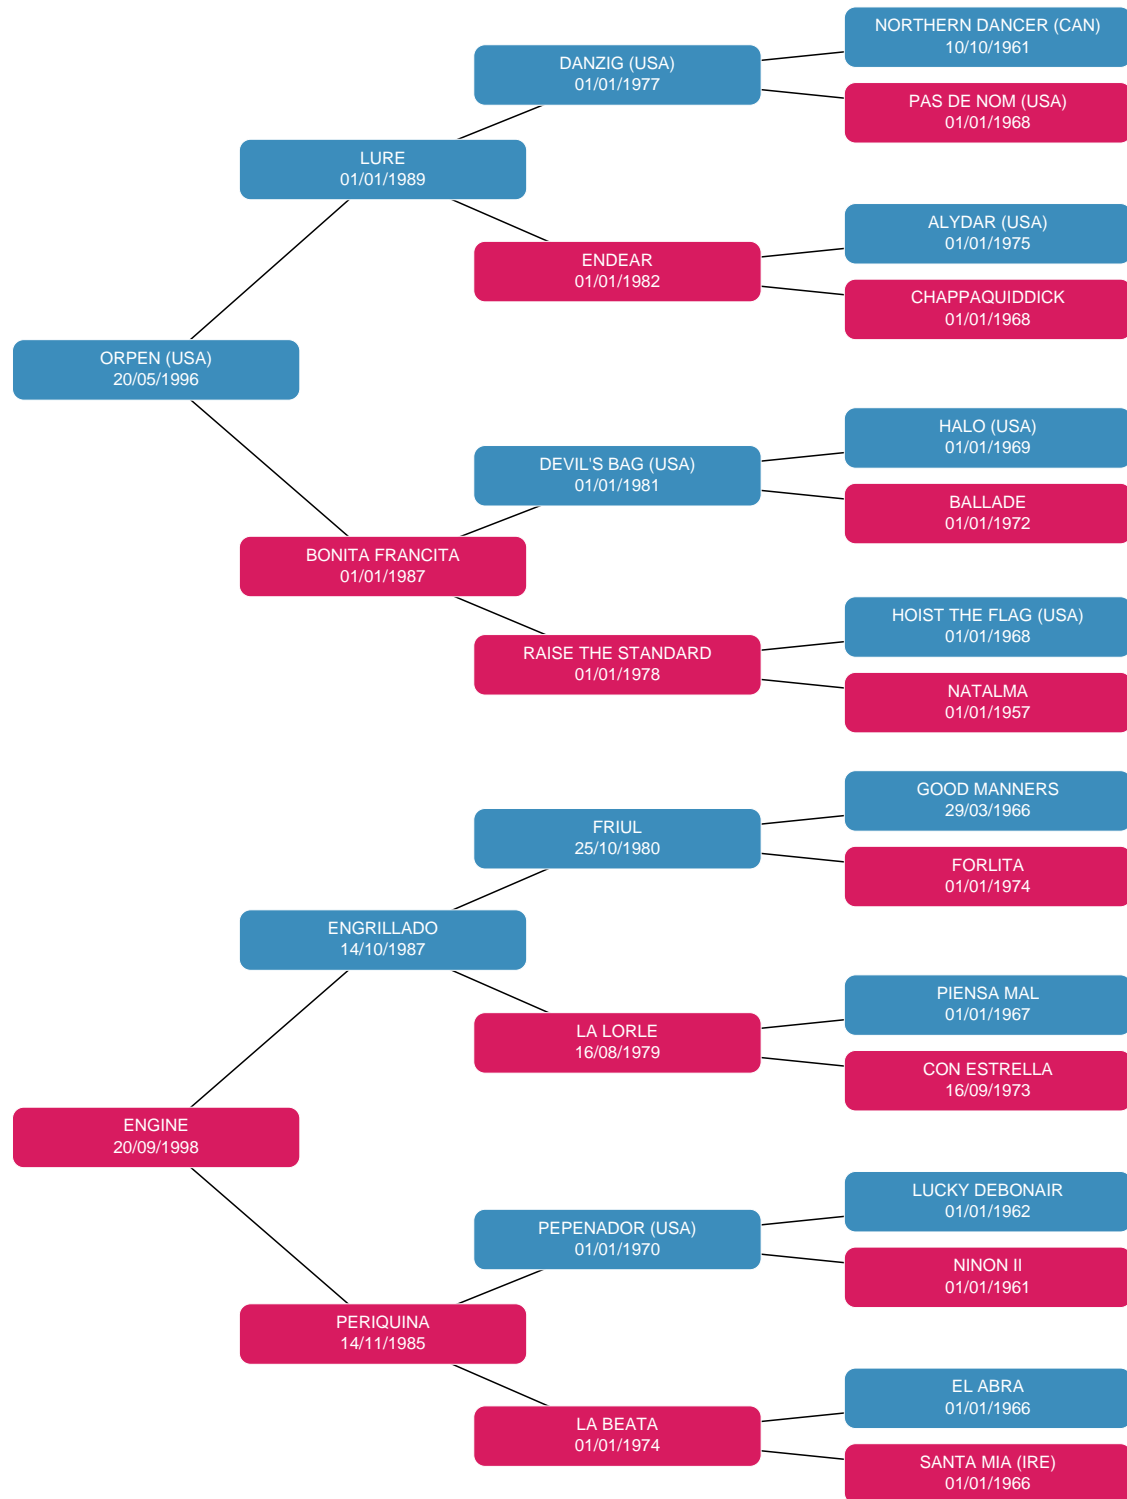 NORTHERN DANCER (CAN)
10/10/1961
DANZIG (USA)
01/01/1977
PAS DE NOM (USA)
01/01/1968
LURE
01/01/1989
ALYDAR (USA)
01/01/1975
ENDEAR
01/01/1982
CHAPPAQUIDDICK
01/01/1968
ORPEN (USA)
20/05/1996
HALO (USA)
01/01/1969
DEVIL'S BAG (USA)
01/01/1981
BALLADE
01/01/1972
BONITA FRANCITA
01/01/1987
HOIST THE FLAG (USA)
01/01/1968
RAISE THE STANDARD
01/01/1978
NATALMA
01/01/1957
GOOD MANNERS
29/03/1966
FRIUL
25/10/1980
FORLITA
01/01/1974
ENGRILLADO
14/10/1987
PIENSA MAL
01/01/1967
LA LORLE
16/08/1979
CON ESTRELLA
16/09/1973
ENGINE
20/09/1998
LUCKY DEBONAIR
01/01/1962
PEPENADOR (USA)
01/01/1970
NINON II
01/01/1961
PERIQUINA
14/11/1985
EL ABRA
01/01/1966
LA BEATA
01/01/1974
SANTA MIA (IRE)
01/01/1966